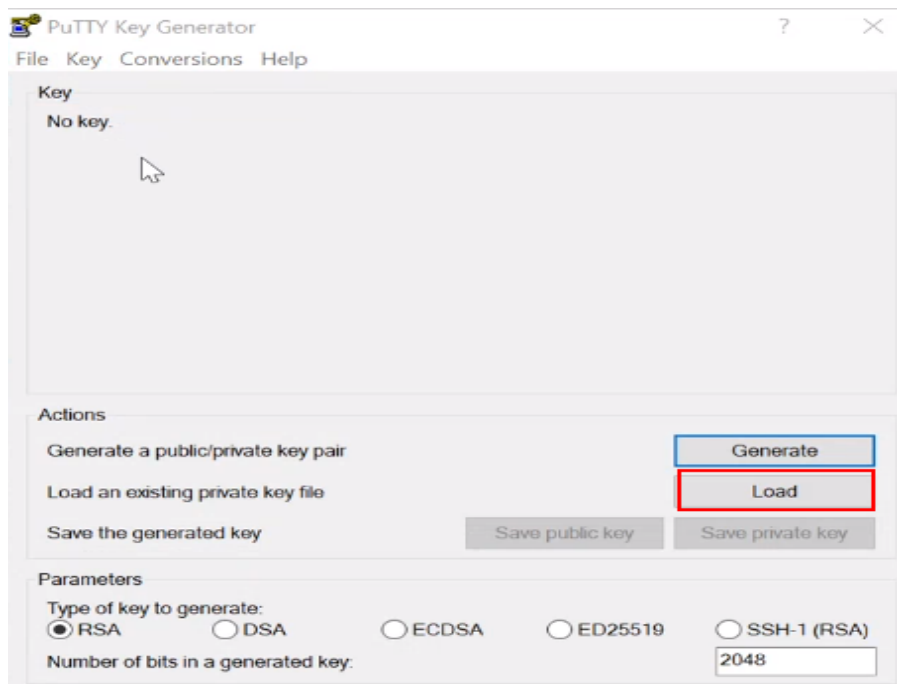 PuTTY Key Generator ?
File Key Conversions Help
Key
No key.
Actions
Generate a public/private key pair Generate
Load an existing private key file Load
Save the generated key Save public key Save private key
Parameters
Type of key to generate:
RSA DSA ECDSA ED25519 SSH-1 (RSA)
Number of bits in a generated key: 2048